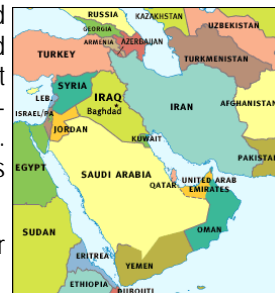 RUSSIA
KAZAKHSTAN
GEORGIA
UZBEKISTAN
ARMENIA
AZERBAIJAN
TURKEY
TURKMENISTAN
SYRIA
IRAQ
Baghdad
LEB.
IRAN
AFGHANISTAN
ISRAEL/PA
JORDAN
KUWAIT
PAKISTAN
EGYPT
SAUDI ARABIA
QATAR
UNITED ARAB
EMIRATES
OMAN
SUDAN
ERITREA
YEMEN
ETHIOPIA